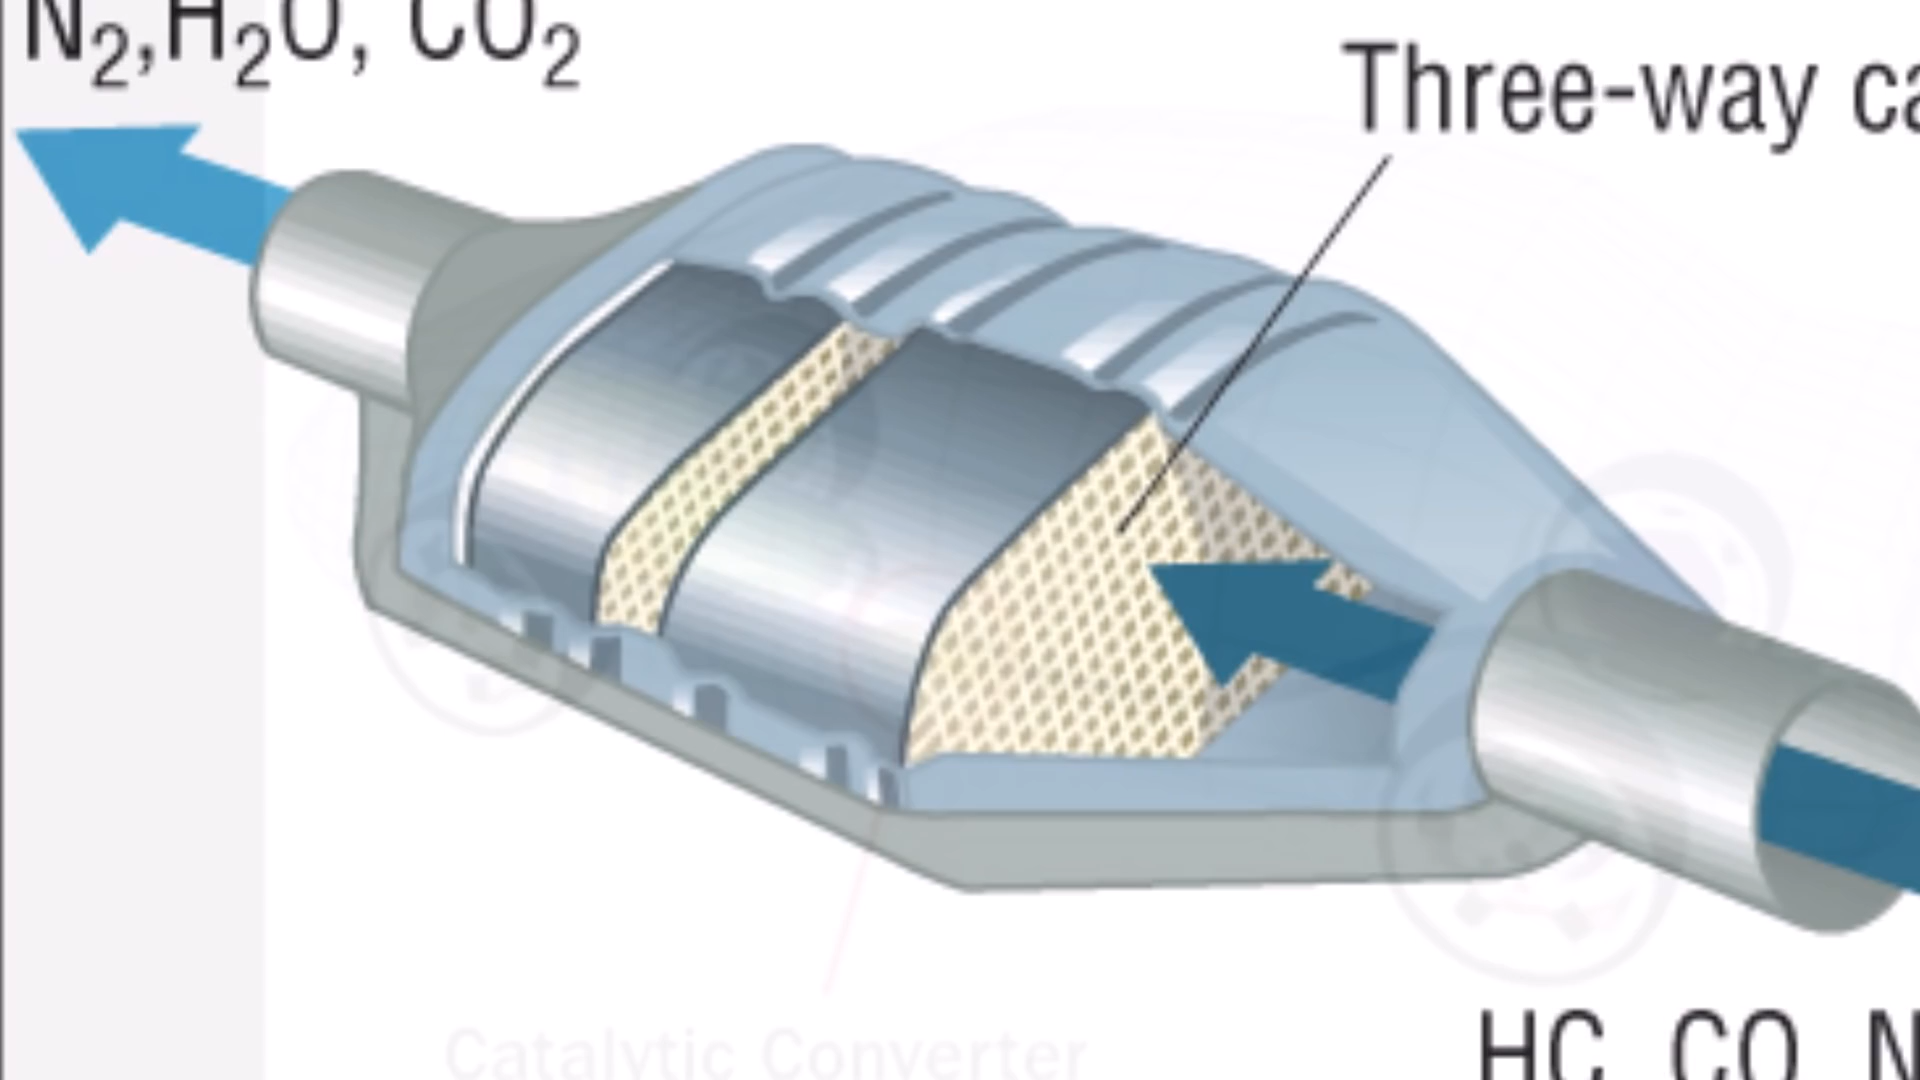 N₂,H₂O, CO₂
Three-way ca
Catalytic Converter
HC, CO, N